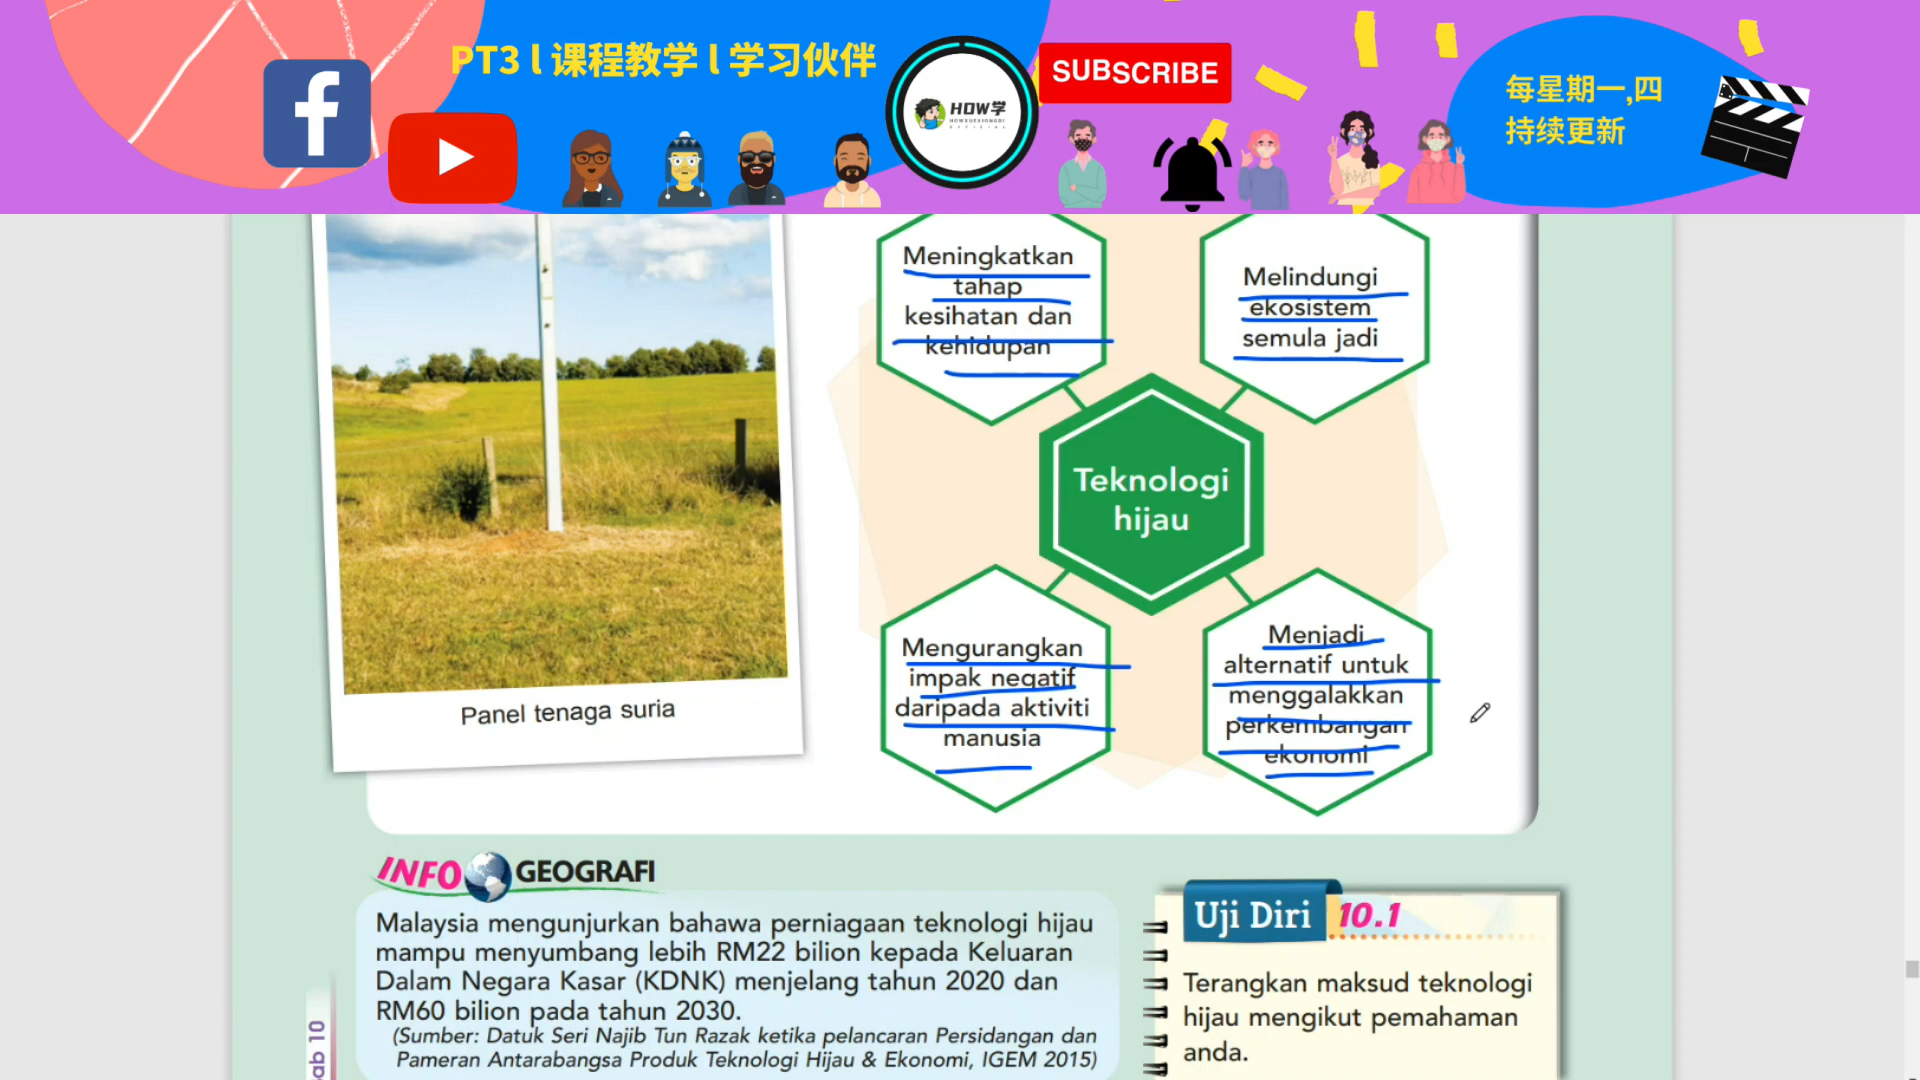 PT3 l 课程教学 l 学习伙伴
HOW学
SUBSCRIBE
每星期一,四
持续更新
Meningkatkan
tahap
kesihatan dan
kehidupan
Melindungi
ekosistem
semula jadi
Teknologi
hijau
Mengurangkan
impak negatif
daripada aktiviti
manusia
Menjadi
alternatif untuk
menggalakkan
perkembangan
ekonomi
Panel tenaga suria
INFO GEOGRAFI
Malaysia mengunjurkan bahawa perniagaan teknologi hijau
mampu menyumbang lebih RM22 bilion kepada Keluaran
Dalam Negara Kasar (KDNK) menjelang tahun 2020 dan
RM60 bilion pada tahun 2030.
(Sumber: Datuk Seri Najib Tun Razak ketika pelancaran Persidangan dan
Pameran Antarabangsa Produk Teknologi Hijau & Ekonomi, IGEM 2015)
Uji Diri 10.1
Terangkan maksud teknologi
hijau mengikut pemahaman
anda.
ab 10